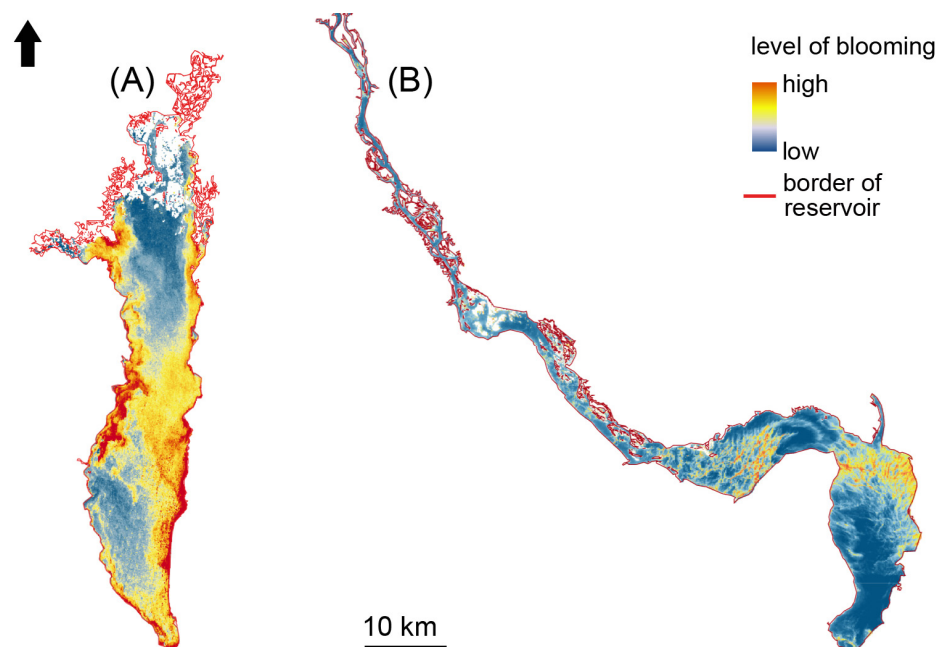 (A)
(B)
level of blooming
high
low
border of
reservoir
10 km